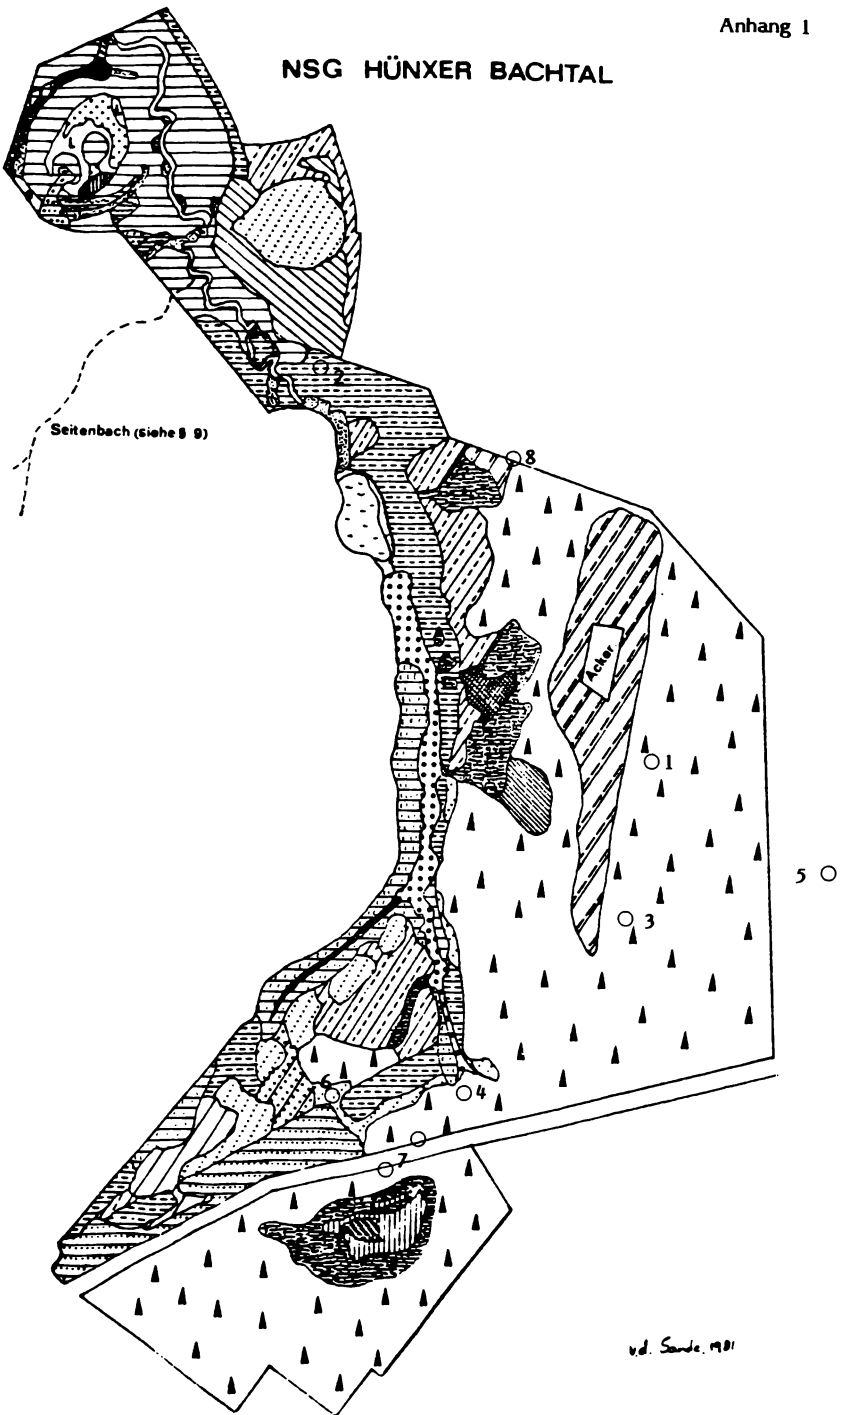 Anhang 1
NSG HÜNXER BACHTAL
2
Seitenbach (siehe § 9)
8
Acker
1
5
3
6
4
7
v.d. Sande. 1981